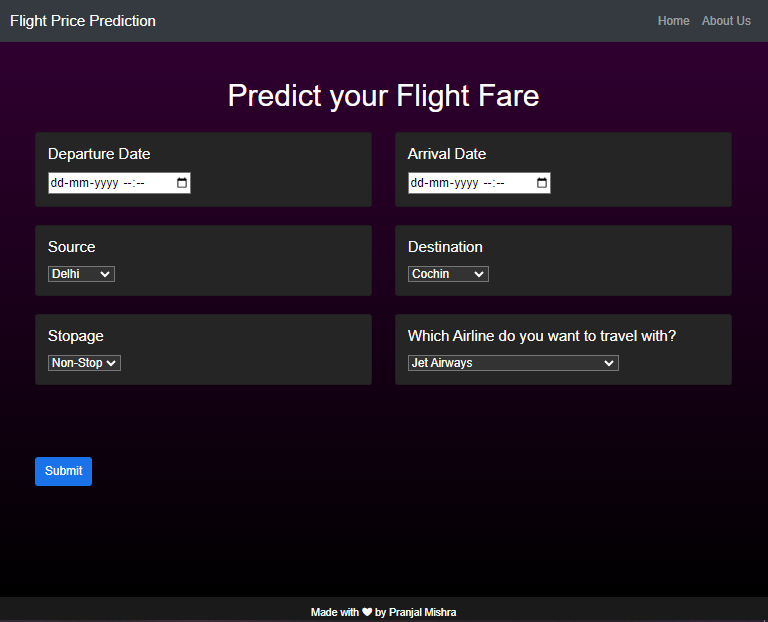 Flight Price Prediction Home About Us
Predict your Flight Fare
Departure Date Arrival Date
dd-mm-yyyy --:-- dd-mm-yyyy --:--
Source Destination
Delhi Cochin
Stopage Which Airline do you want to travel with?
Non-Stop Jet Airways
Submit
Made with ❤ by Pranjal Mishra